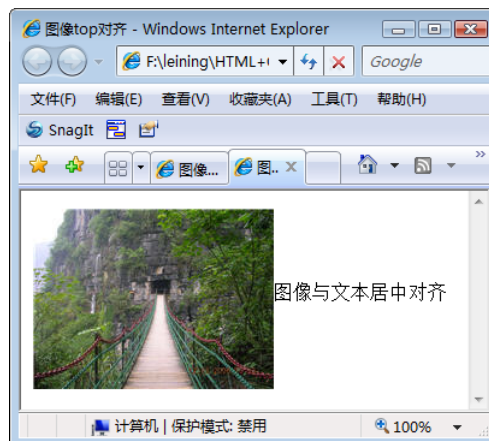 图像top对齐 - Windows Internet Explorer
F:\leining\HTML+(
Google
文件(F) 编辑(E) 查看(V) 收藏夹(A) 工具(T) 帮助(H)
SnagIt
图像... 图..
图像与文本居中对齐
计算机 | 保护模式: 禁用 100%